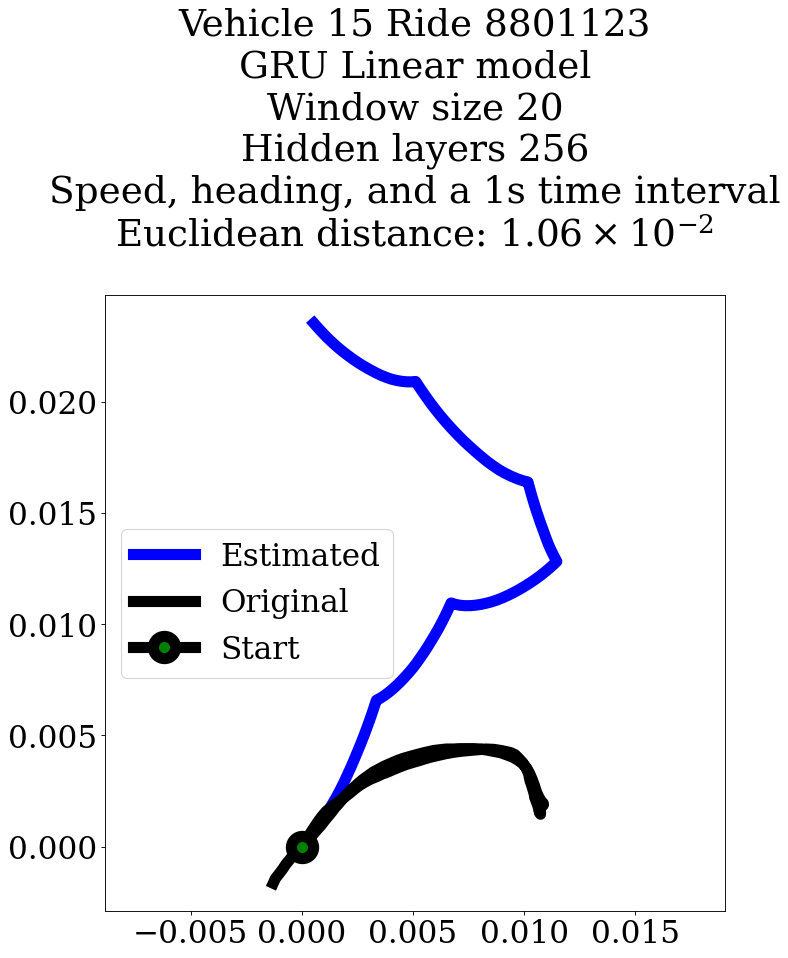 Vehicle 15 Ride 8801123
GRU Linear model
Window size 20
Hidden layers 256
Speed, heading, and a 1s time interval
Euclidean distance: 1.06 × 10⁻²
0.020
0.015
0.010
0.005
0.000
Estimated
Original
Start
−0.005 0.000 0.005 0.010 0.015